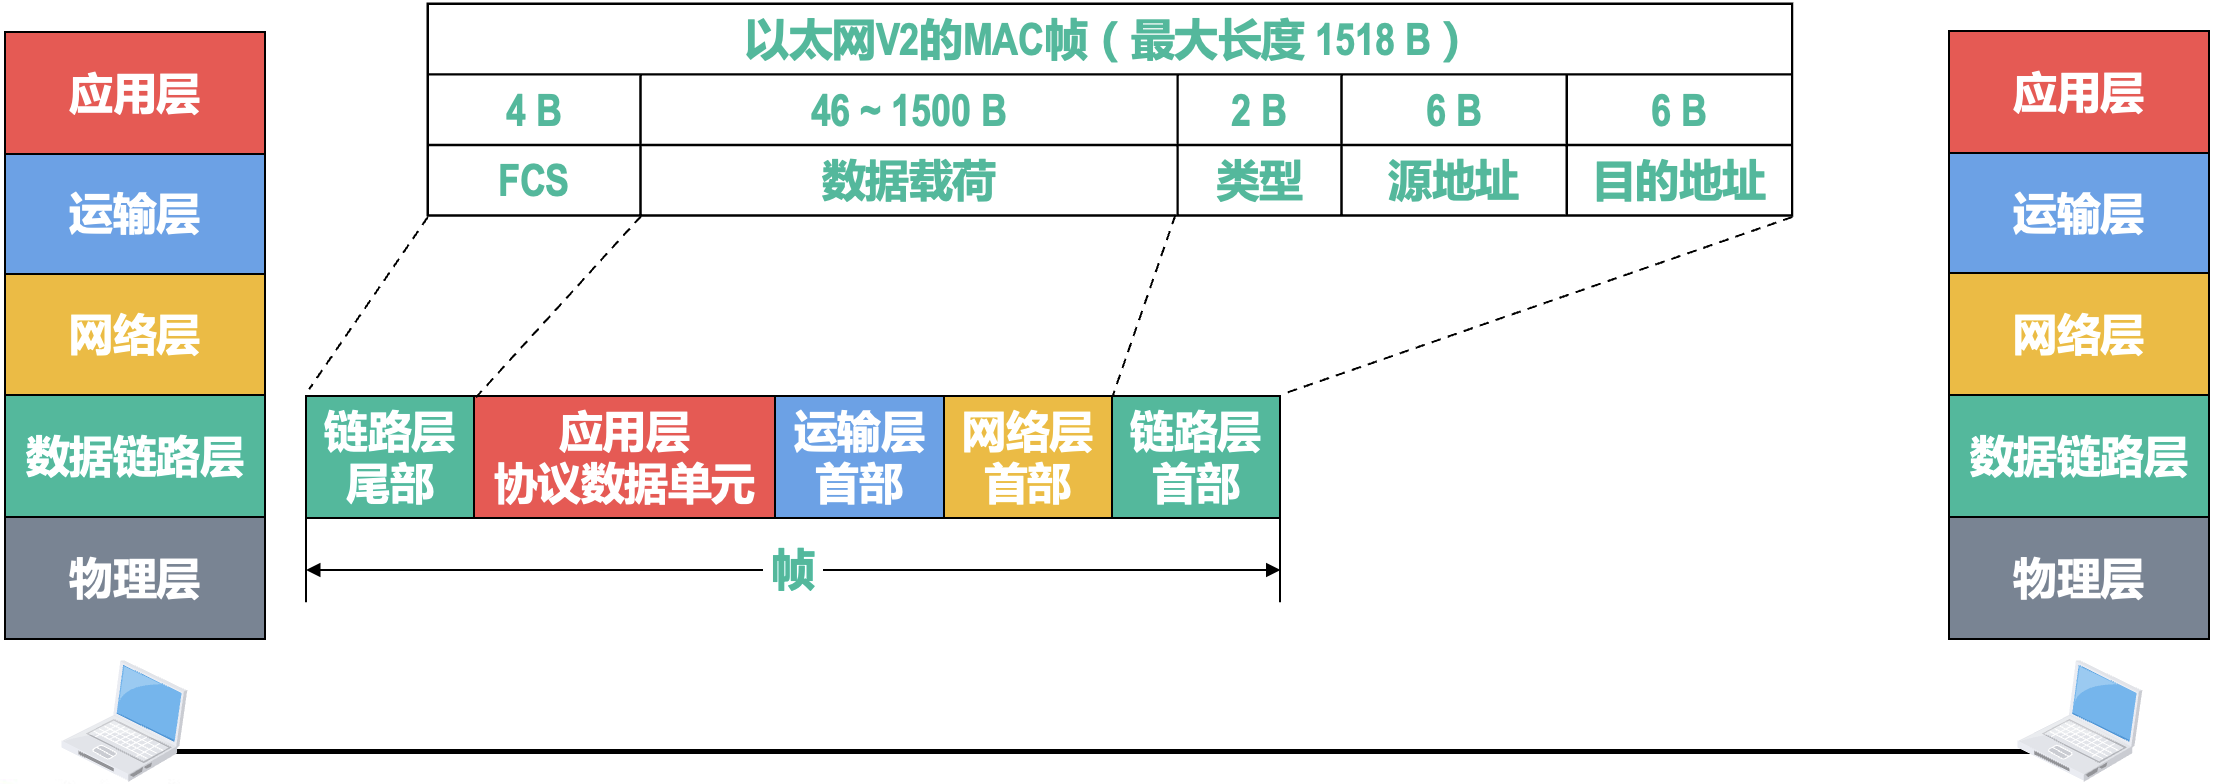 以太网V2的MAC帧（最大长度 1518 B）
4 B
46 ~ 1500 B
2 B
6 B
6 B
FCS
数据载荷
类型
源地址
目的地址
应用层
运输层
网络层
数据链路层
物理层
链路层
尾部
应用层
协议数据单元
运输层
首部
网络层
首部
链路层
首部
帧
应用层
运输层
网络层
数据链路层
物理层